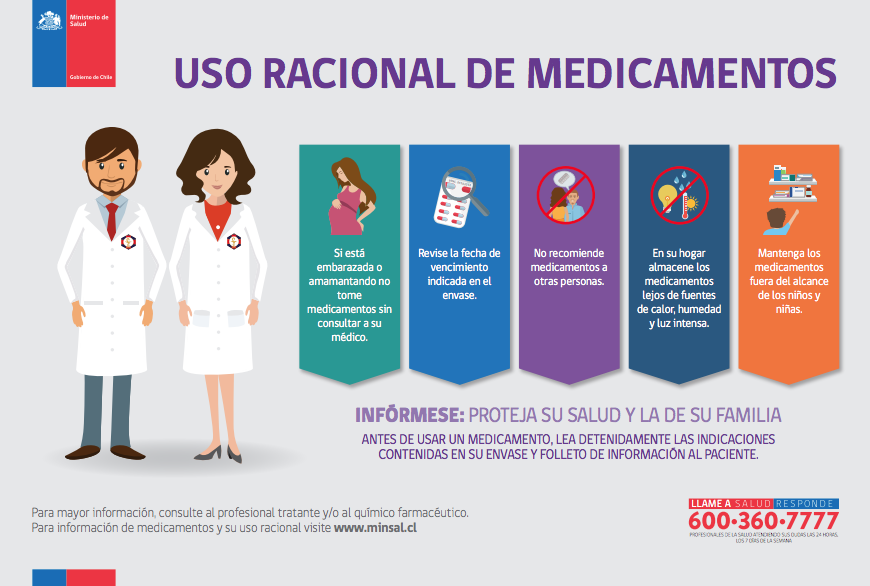 Ministerio de
Salud
Gobierno de Chile
USO RACIONAL DE MEDICAMENTOS
Si está
embarazada o
amamantando no
tome
medicamentos sin
consultar a su
médico.
Revise la fecha de
vencimiento
indicada en el
envase.
No recomiende
medicamentos a
otras personas.
En su hogar
almacene los
medicamentos
lejos de fuentes
de calor, humedad
y luz intensa.
Mantenga los
medicamentos
fuera del alcance
de los niños y
niñas.
INFÓRMESE: PROTEJA SU SALUD Y LA DE SU FAMILIA
ANTES DE USAR UN MEDICAMENTO, LEA DETENIDAMENTE LAS INDICACIONES
CONTENIDAS EN SU ENVASE Y FOLLETO DE INFORMACIÓN AL PACIENTE.
Para mayor información, consulte al profesional tratante y/o al químico farmacéutico.
Para información de medicamentos y su uso racional visite www.minsal.cl
LLAME A SALUD RESPONDE
600·360·7777
PROFESIONALES DE LA SALUD ATENDIENDO SUS DUDAS LAS 24 HORAS,
LOS 7 DÍAS DE LA SEMANA